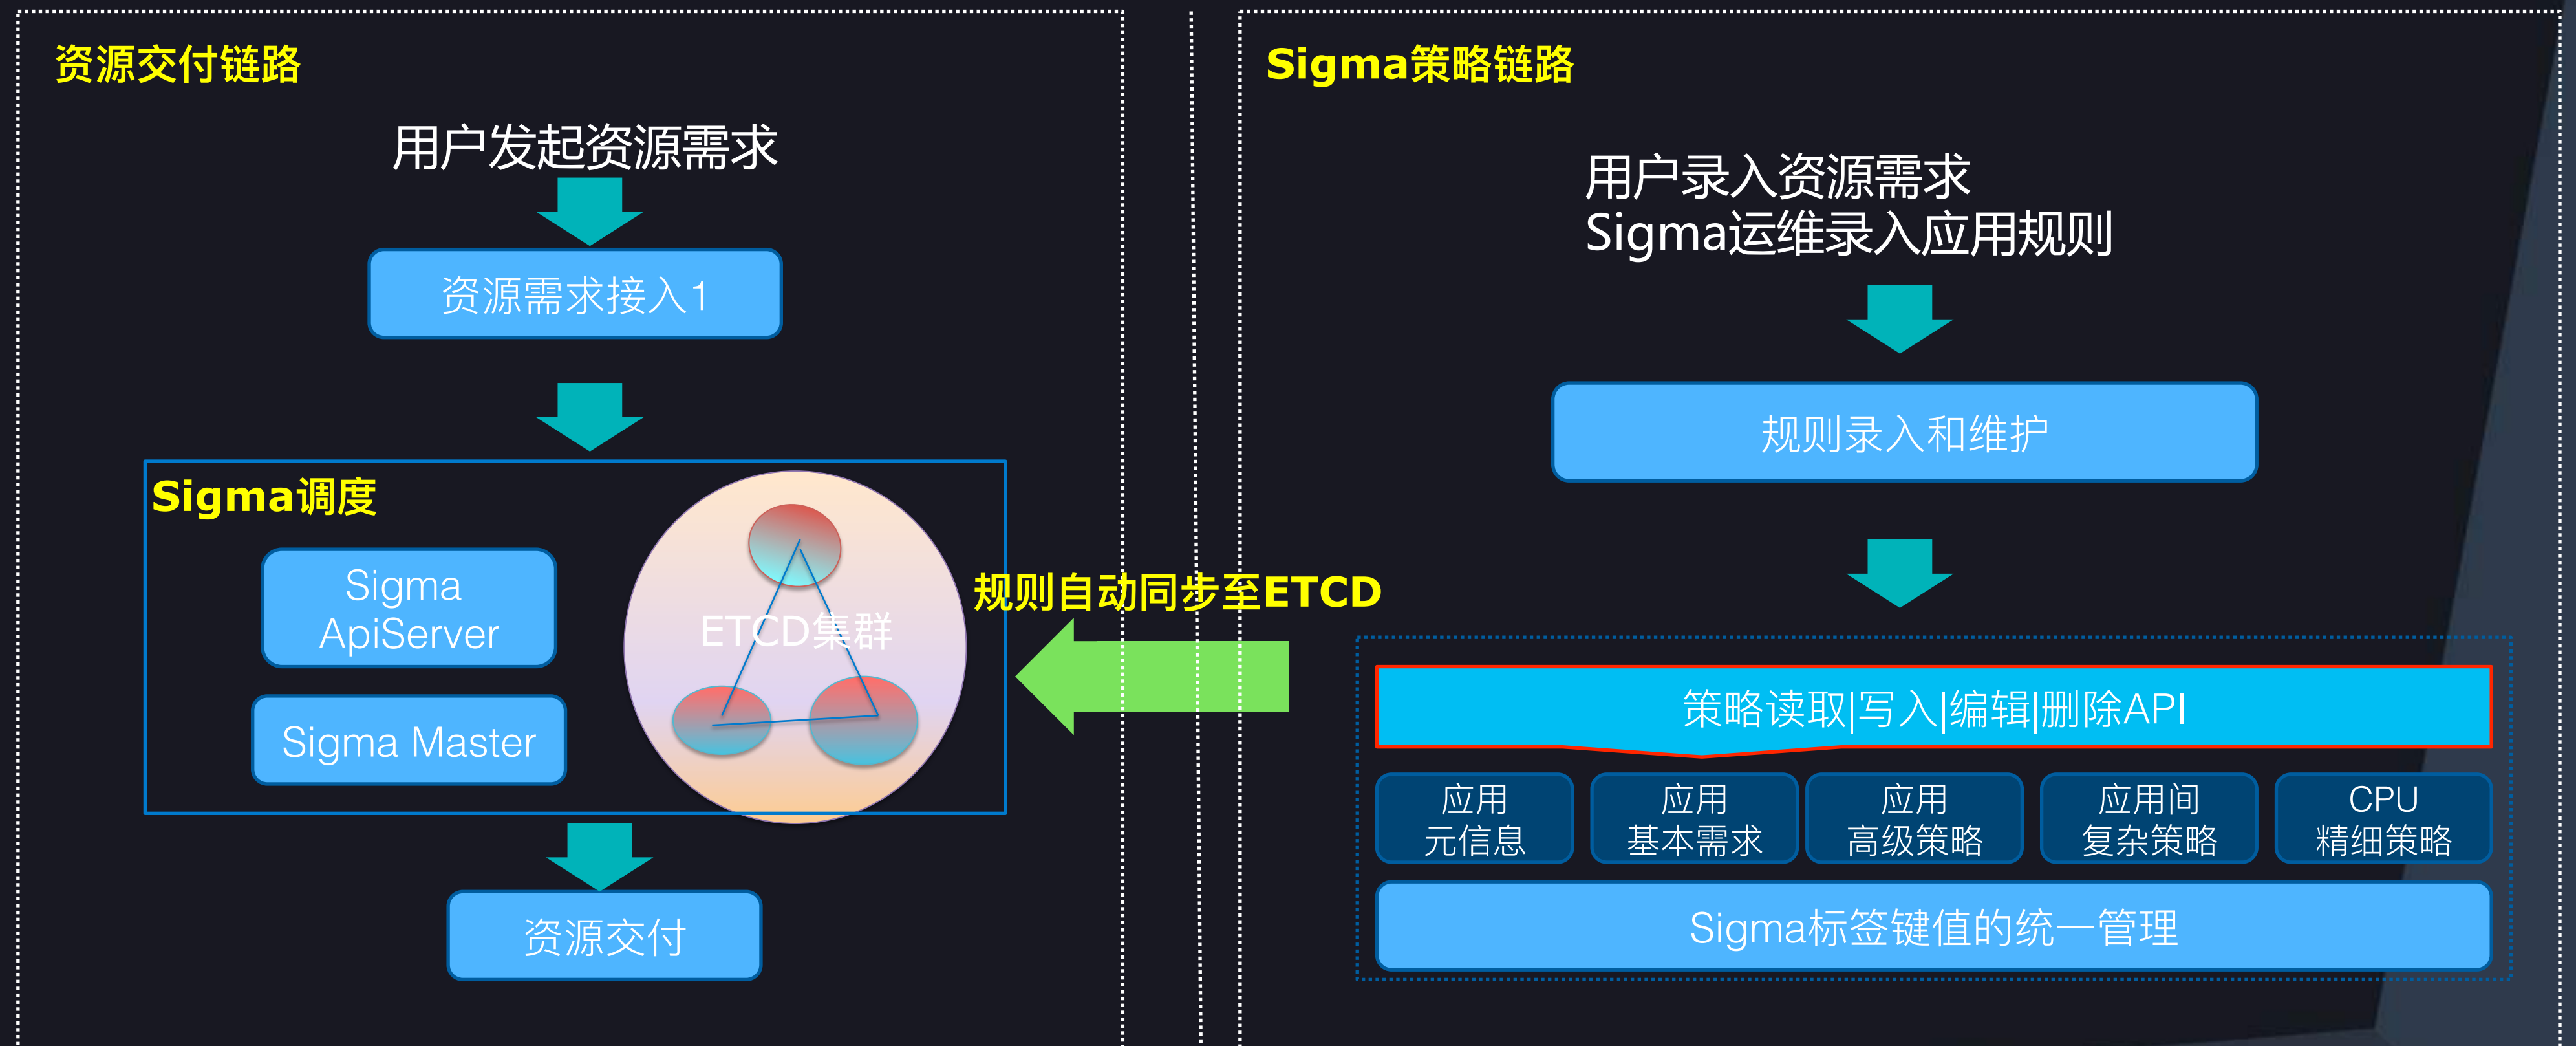 资源交付链路
用户发起资源需求
资源需求接入1
Sigma调度
Sigma
ApiServer
Sigma Master
ETCD集群
资源交付
规则自动同步至ETCD
Sigma策略链路
用户录入资源需求
Sigma运维录入应用规则
规则录入和维护
策略读取|写入|编辑|删除API
应用
元信息
应用
基本需求
应用
高级策略
应用间
复杂策略
CPU
精细策略
Sigma标签键值的统一管理